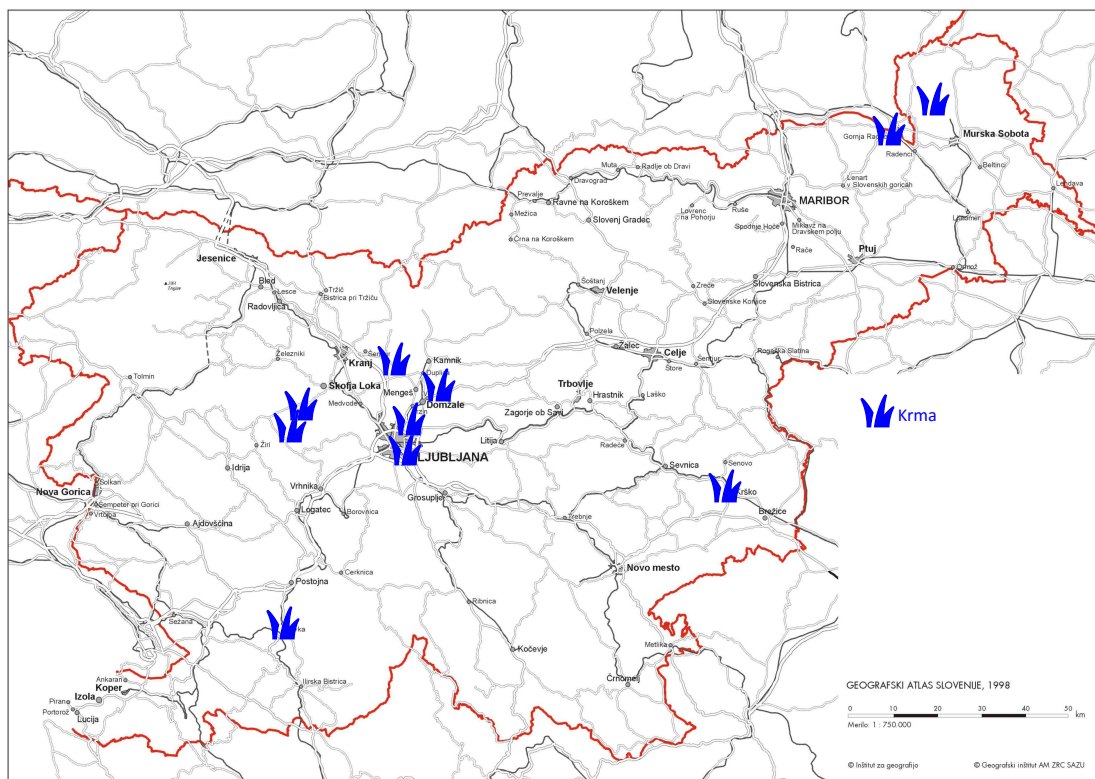 Murska Sobota
Gornja Rad
Radenci
Beltinci
Lendava
Lenart
v Slovenskih goricah
Ljutomer
Muta
Radlje ob Dravi
Dravograd
Prevalje
Ravne na Koroškem
Mežica
Slovenj Gradec
Črna na Koroškem
MARIBOR
Ruše
Lovrenc
na Pohorju
Spodnje Hoče
Miklavž na
Dravskem polju
Rače
Ptuj
Ormož
Jesenice
Bled
Lesce
Radovljica
Tržič
Bistrica pri Tržiču
Šoštanj
Velenje
Zreče
Slovenska Bistrica
Slovenske Konjice
Polzela
Žalec
Celje
Štore
Šentjur
Rogaška Slatina
Železniki
Kranj
Šenčur
Kamnik
Duplica
Tolmin
Škofja Loka
Mengeš
Domžale
Medvode
Trzin
Trbovlje
Hrastnik
Zagorje ob Savi
Laško
Krma
Žiri
Litija
Radeče
LJUBLJANA
Idrija
Sevnica
Senovo
Solkan
Nova Gorica
Vrhnika
Grosuplje
Krško
Šempeter pri Gorici
Vrtojba
Logatec
Borovnica
Brežice
Ajdovščina
Trebnje
Cerknica
Novo mesto
Postojna
Ribnica
Sežana
ka
Metlika
Kočevje
Ankaran
Koper
Ilirska Bistrica
Črnomelj
Izola
Piran
Portorož
Lucija
GEOGRAFSKI ATLAS SLOVENIJE, 1998
0 10 20 30 40 50 km
Merilo: 1 : 750.000
© Inštitut za geografijo
© Geografski inštitut AM ZRC SAZU